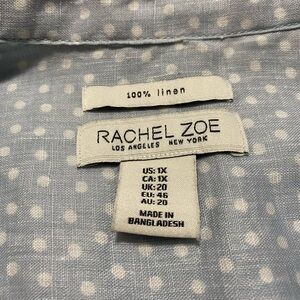 100% linen
RACHEL ZOE
LOS ANGELES NEW YORK
US: 1X
CA: 1X
UK: 20
EU: 46
AU: 20
MADE IN
BANGLADESH